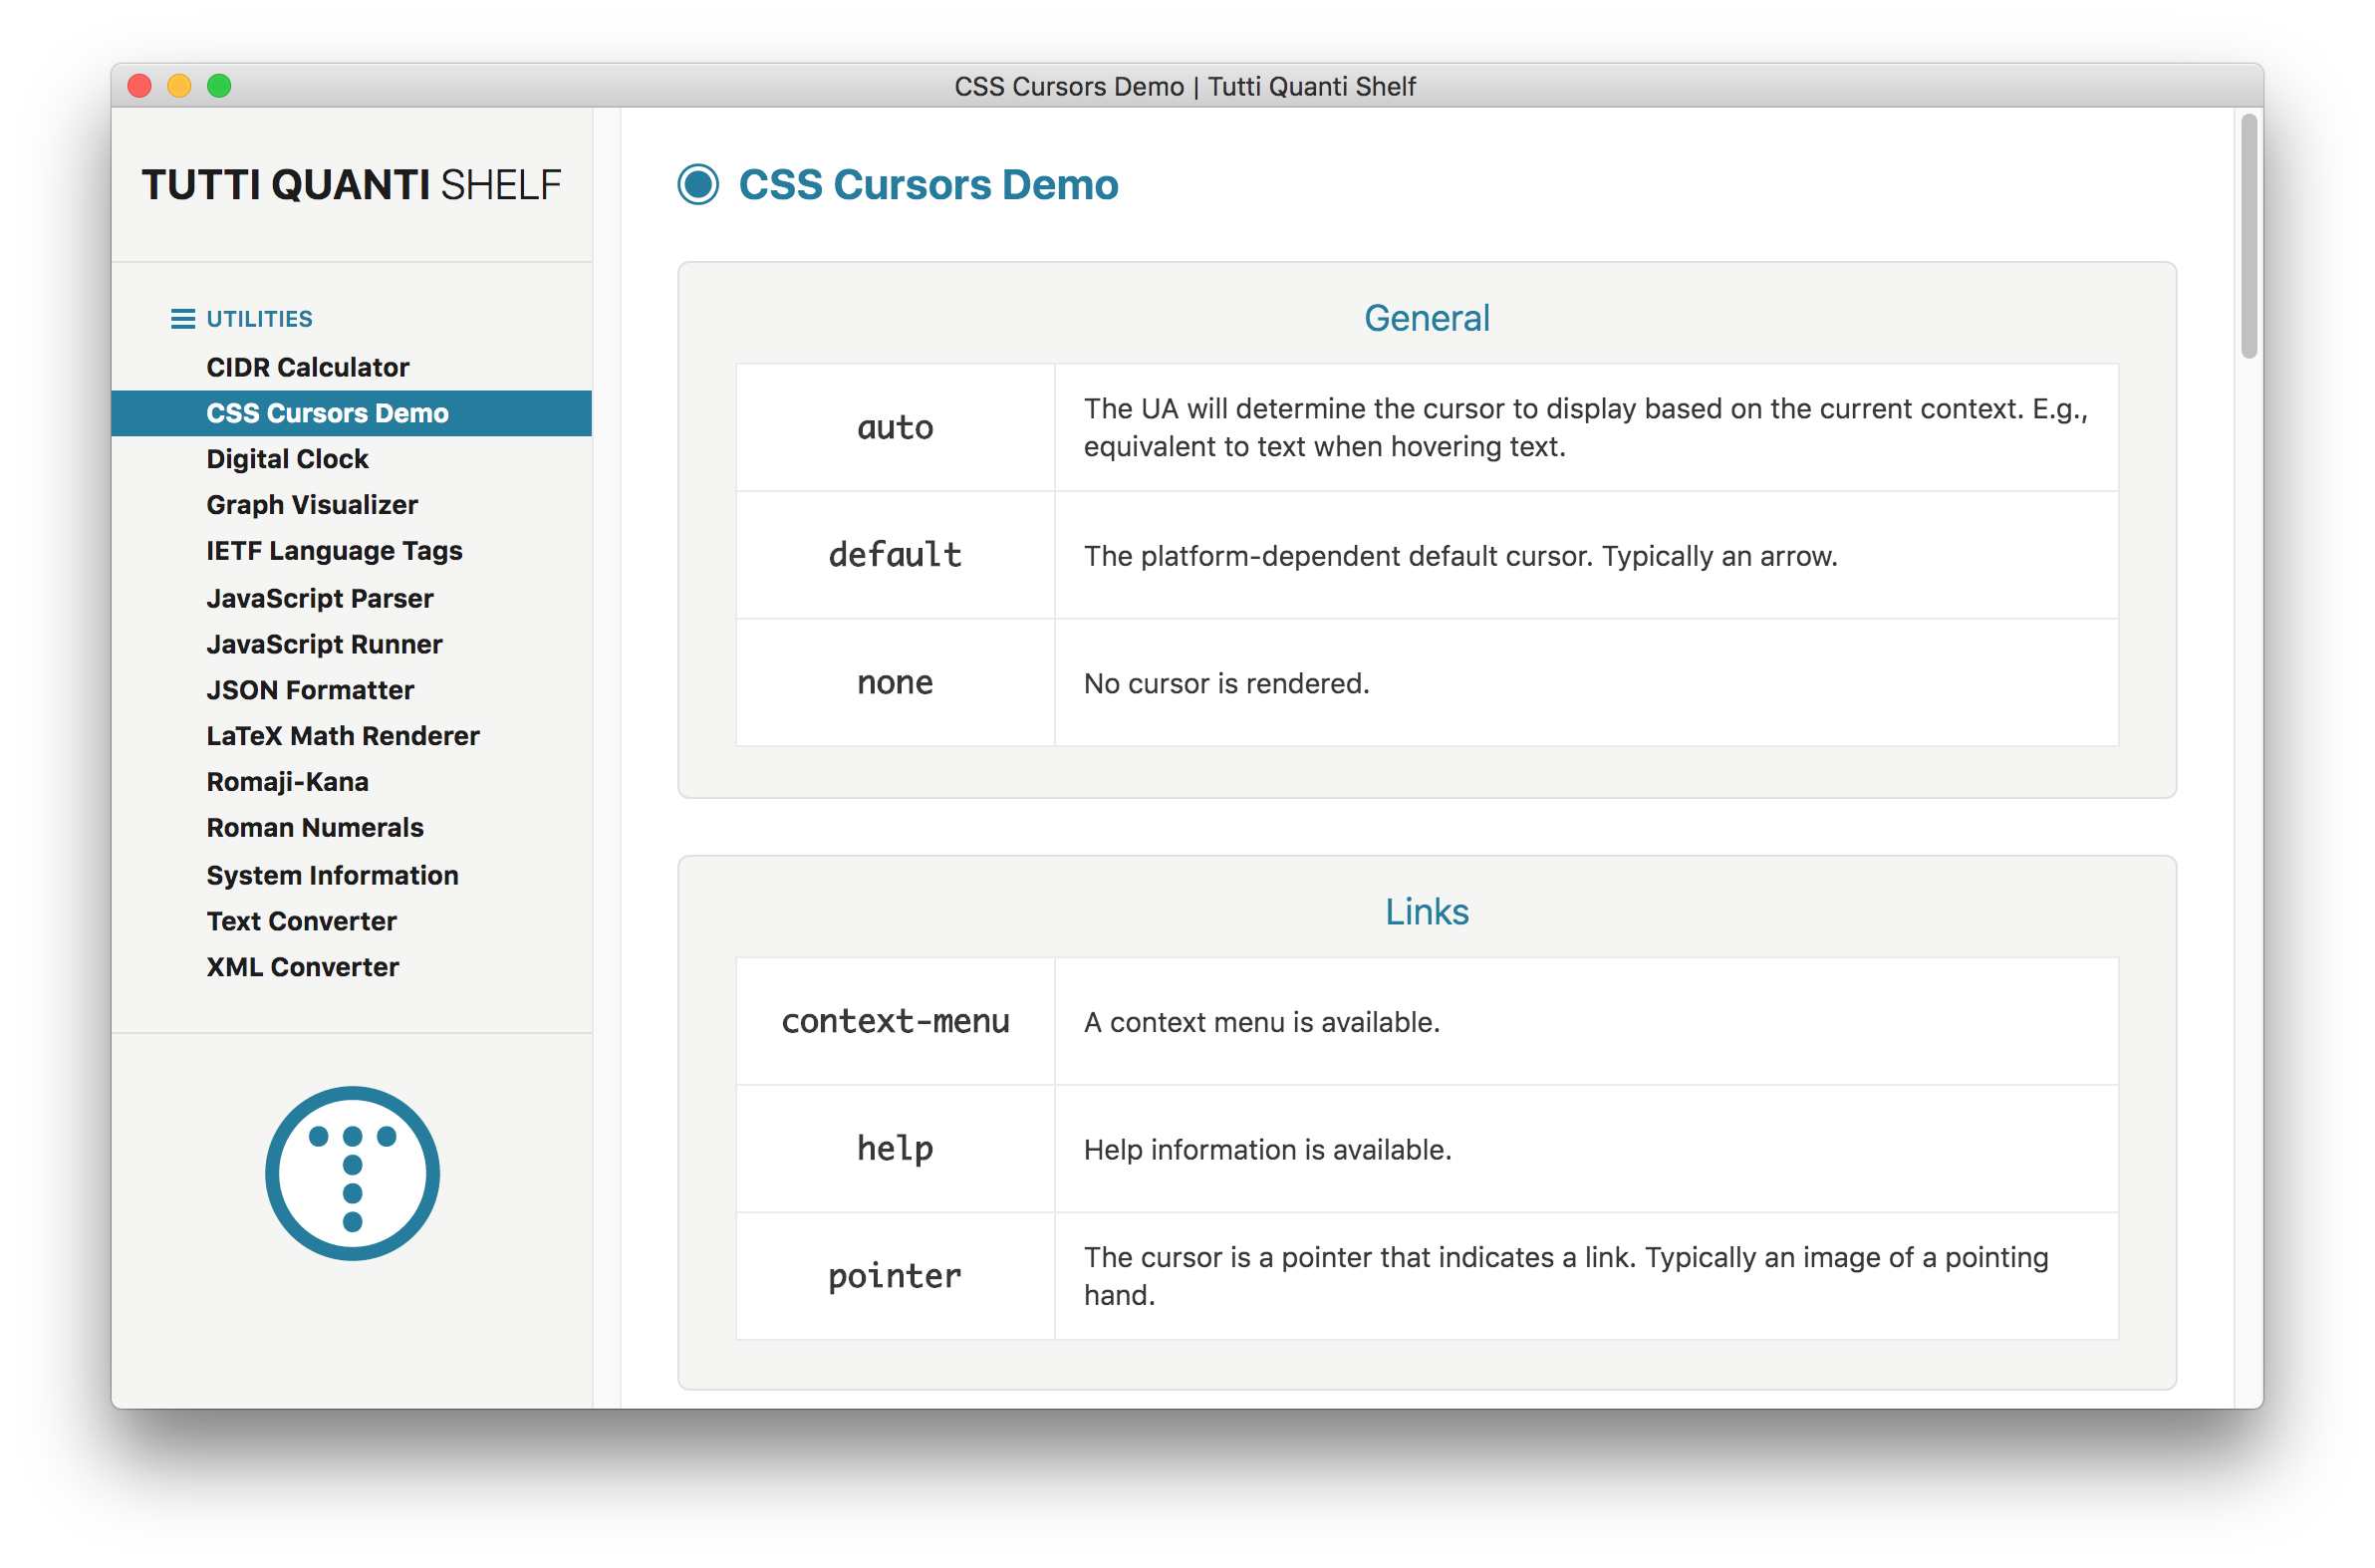 CSS Cursors Demo | Tutti Quanti Shelf
TUTTI QUANTI SHELF
UTILITIES
CIDR Calculator
CSS Cursors Demo
Digital Clock
Graph Visualizer
IETF Language Tags
JavaScript Parser
JavaScript Runner
JSON Formatter
LaTeX Math Renderer
Romaji-Kana
Roman Numerals
System Information
Text Converter
XML Converter
CSS Cursors Demo
General
auto
The UA will determine the cursor to display based on the current context. E.g.,
equivalent to text when hovering text.
default
The platform-dependent default cursor. Typically an arrow.
none
No cursor is rendered.
Links
context-menu
A context menu is available.
help
Help information is available.
pointer
The cursor is a pointer that indicates a link. Typically an image of a pointing
hand.